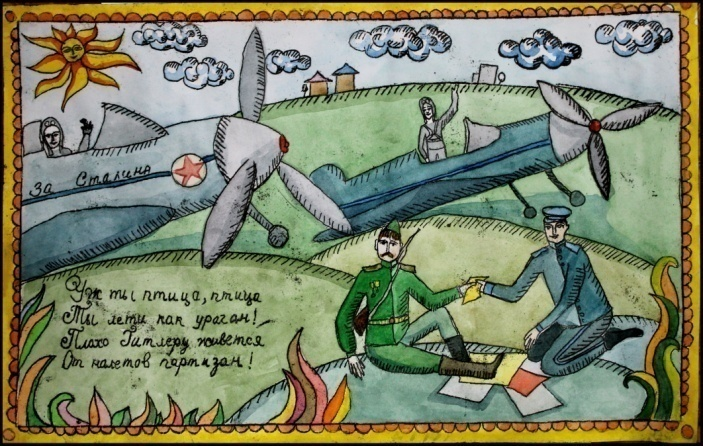 За Сталина
Уж ты птица, птица
Ты лети как ураган!
Плохо Гитлеру живется
От налетов партизан!